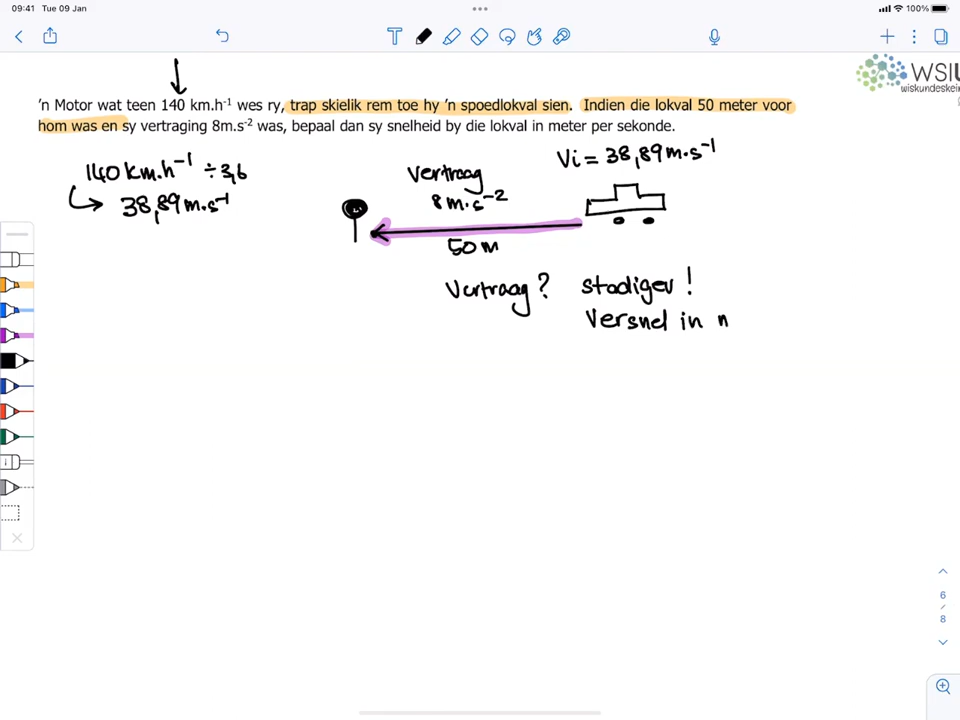 09:41 Tue 09 Jan
100%
WSIU
wiskundeskein
'n Motor wat teen 140 km.h⁻¹ wes ry, trap skielik rem toe hy 'n spoedlokval sien. Indien die lokval 50 meter voor
hom was en sy vertraging 8m.s⁻² was, bepaal dan sy snelheid by die lokval in meter per sekonde.
140 km.h⁻¹ ÷ 3,6
38,89 m.s⁻¹
Vertraag
8 m.s⁻²
50 m
Vi = 38,89 m.s⁻¹
Vertraag? stadiger!
Versnel in n
6
/
8